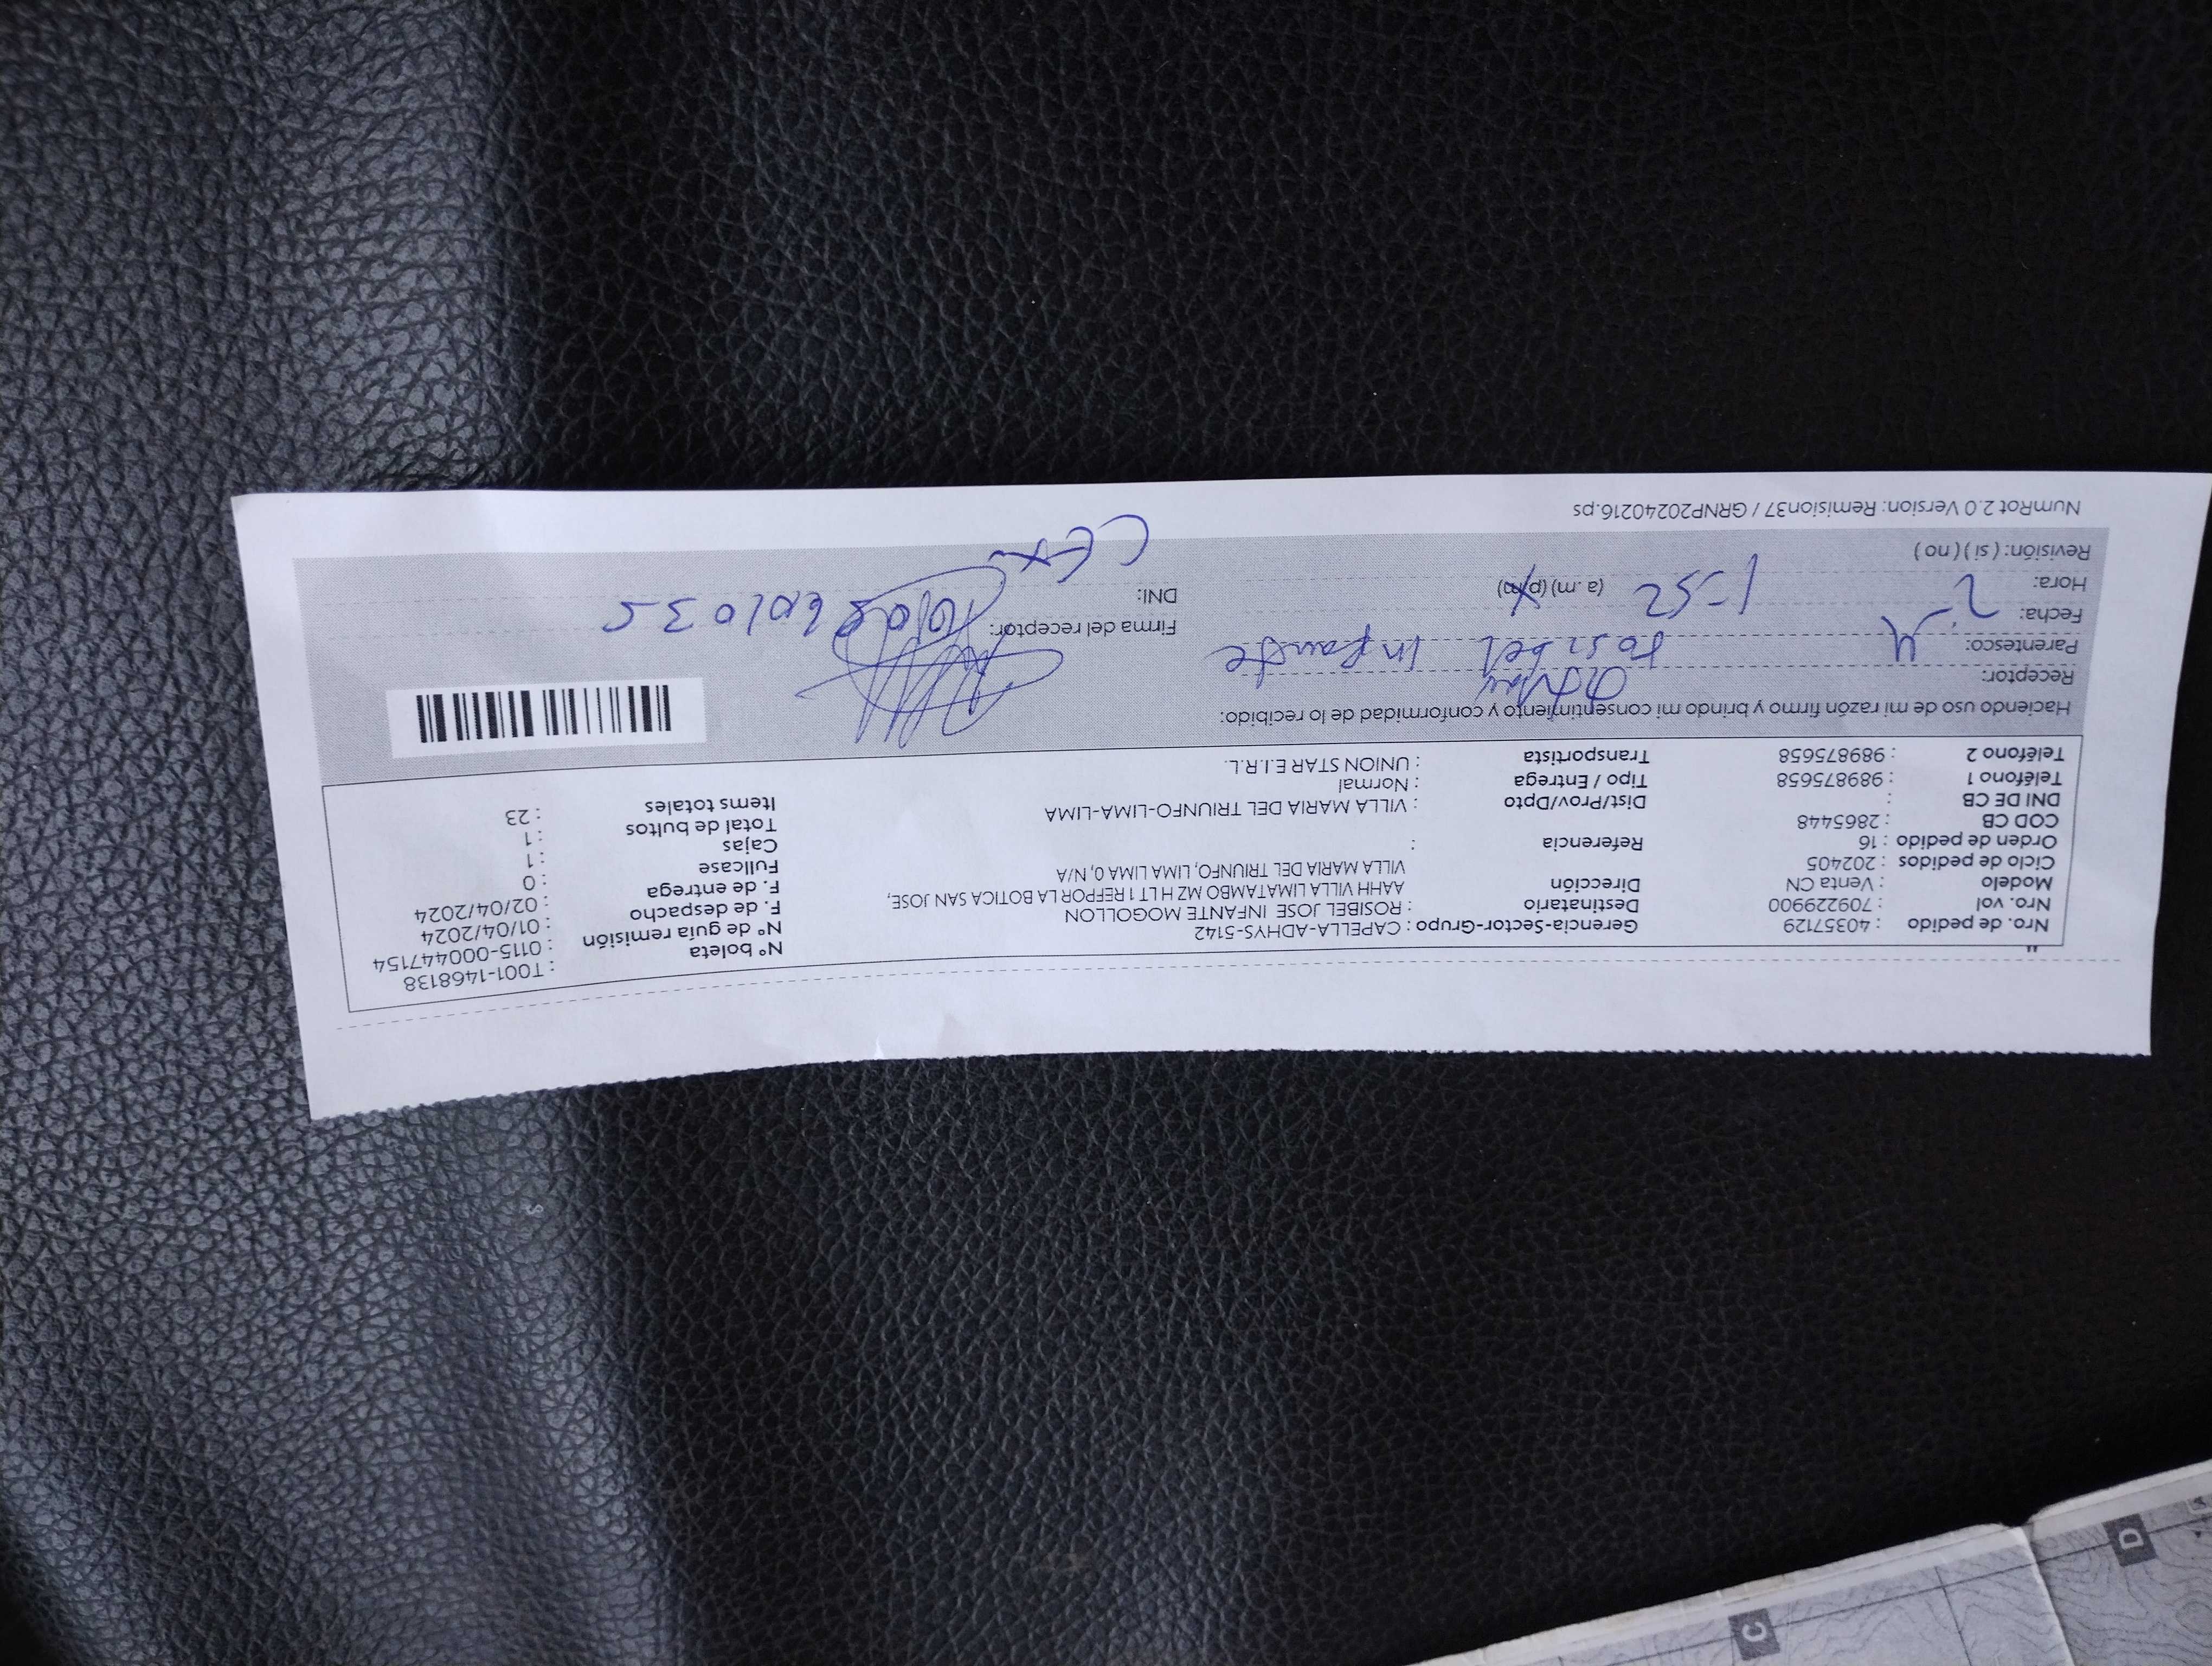 "
Nro. de pedido : 40357129
Nro. vol : 709229900
Modelo : Venta CN
Ciclo de pedidos : 202405
Orden de pedido : 16
COD CB : 2865448
DNI DE CB :
Teléfono 1 : 989875658
Teléfono 2 : 989875658
Gerencia-Sector-Grupo : CAPELLA-ADHYS-5142
Destinatario : ROSIBEL JOSE INFANTE MOGOLLON
Dirección AAHH VILLA LIMATAMBO MZ H LT 1 REFPOR LA BOTICA SAN JOSE,
VILLA MARIA DEL TRIUNFO, LIMA LIMA 0, N/A
Referencia :
Dist/Prov/Dpto : VILLA MARIA DEL TRIUNFO-LIMA-LIMA
Tipo / Entrega : Normal
Transportista : UNION STAR E.I.R.L.
N° boleta : T001-1468138
N° de guía remisión : 0115-000447154
F. de despacho : 01/04/2024
F. de entrega : 02/04/2024
Fullcase : 0
Cajas : 1
Total de bultos : 1
Items totales : 23
Haciendo uso de mi razón firmo y brindo mi consentimiento y conformidad de lo recibido:
Receptor:
Parentesco: Rosibel Infante
Fecha: 2- 4
Hora: 1-52 (a.m) (p.m)
Revisión: ( si ) ( no )
Firma del receptor:
DNI:
CEX
NumRot 2.0 Version: Remision37 / GRNP20240216.ps
C
D